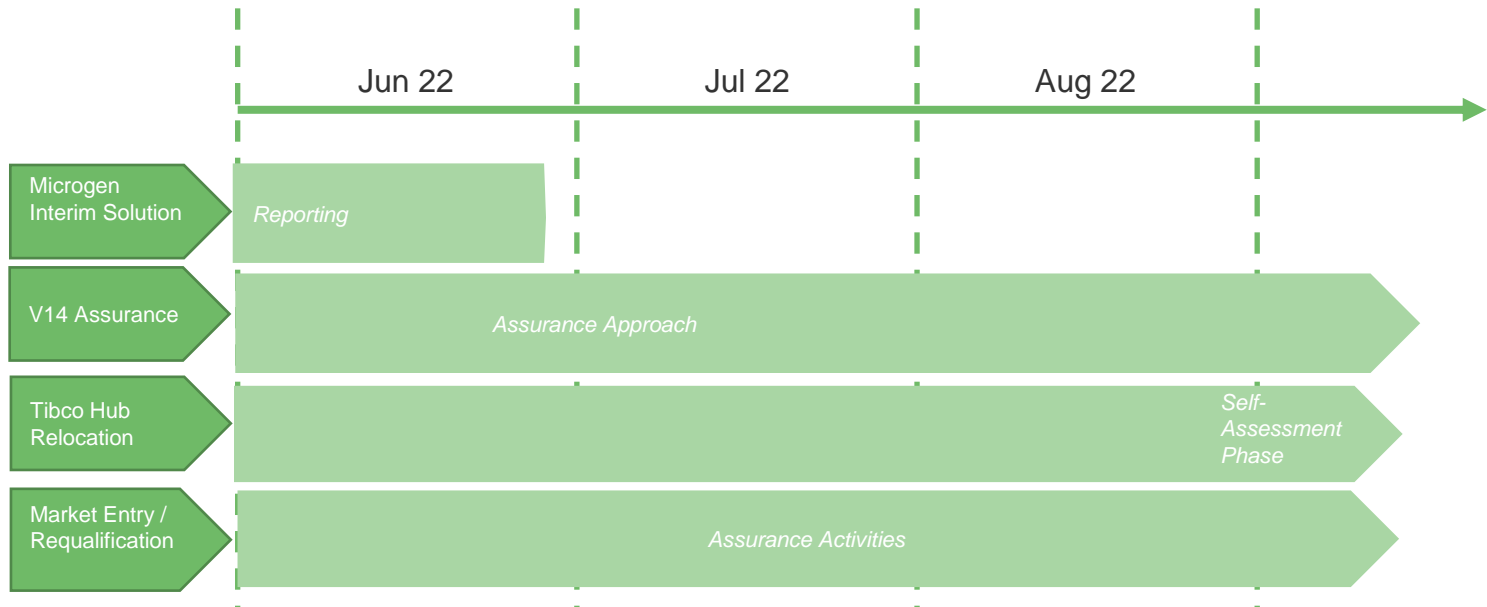 Jun 22
Jul 22
Aug 22
Microgen
Interim Solution
Reporting
V14 Assurance
Assurance Approach
Tibco Hub
Relocation
Self-
Assessment
Phase
Market Entry /
Requalification
Assurance Activities